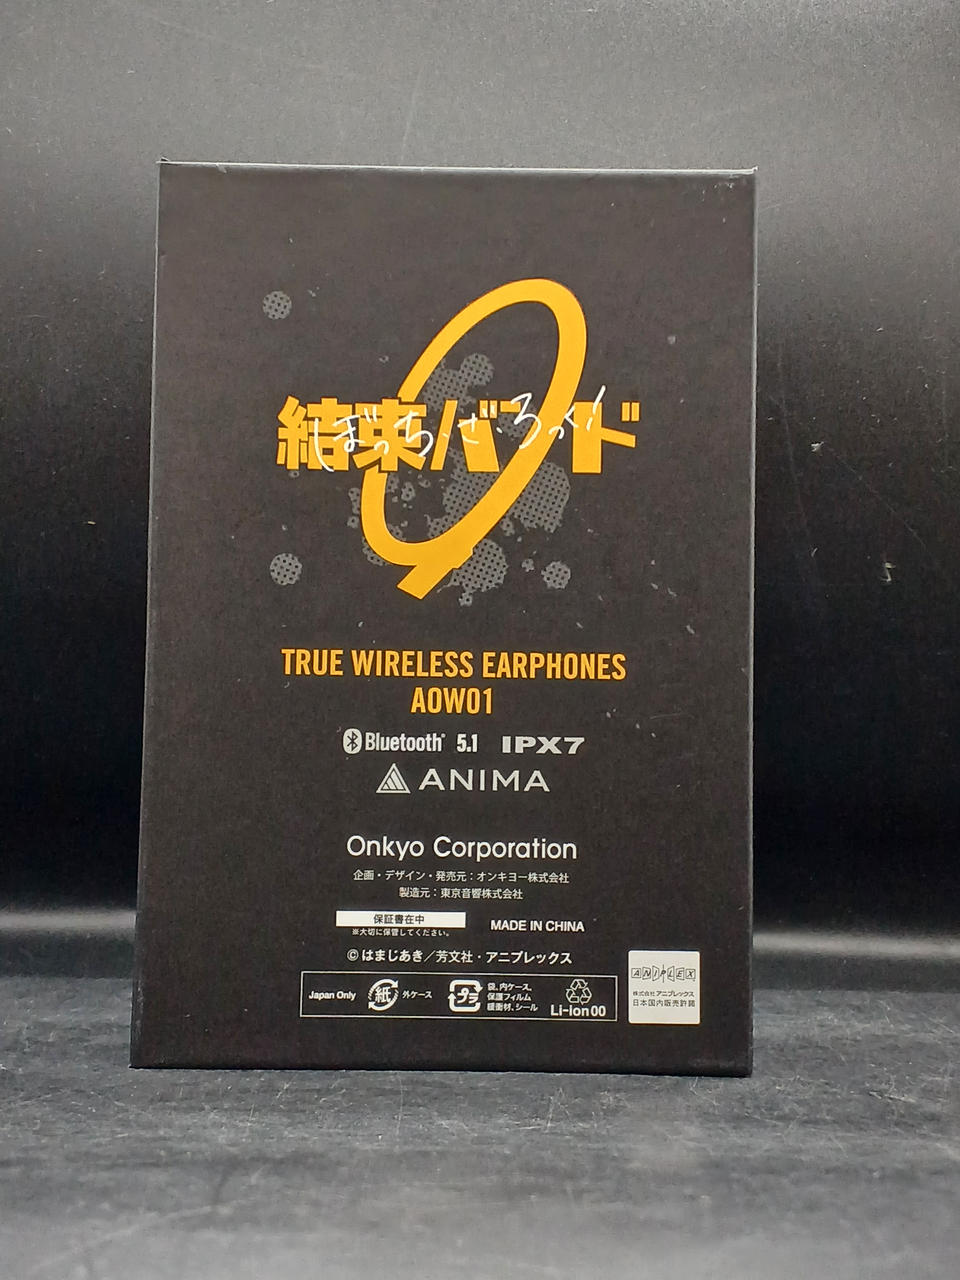 結束バンド
ぼっち・ざ・ろっく!
TRUE WIRELESS EARPHONES
AOW01
Bluetooth® 5.1 IPX7
ANIMA
Onkyo Corporation
企画・デザイン・発売元:オンキヨー株式会社
製造元:東京音響株式会社
保証書在中
※大切に保管してください。
MADE IN CHINA
©はまじあき/芳文社・アニプレックス
Japan Only
紙
外ケース
プラ
袋、内ケース、
保護フィルム
緩衝材、シール
Li-ion 00
ANIPLEX
株式会社アニプレックス
日本国内販売許諾